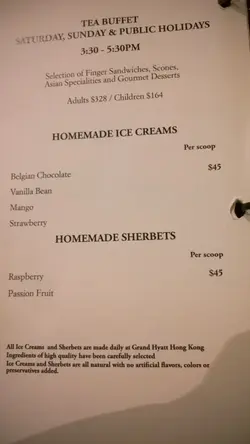 TEA BUFFET
SATURDAY, SUNDAY & PUBLIC HOLIDAYS
3:30 - 5:30PM
Selection of Finger Sandwiches, Scones,
Asian Specialities and Gourmet Desserts
Adults $328 / Children $164
HOMEMADE ICE CREAMS
Per scoop
$45
Belgian Chocolate
Vanilla Bean
Mango
Strawberry
HOMEMADE SHERBETS
Per scoop
$45
Raspberry
Passion Fruit
All Ice Creams and Sherbets are made daily at Grand Hyatt Hong Kong
Ingredients of high quality have been carefully selected
Ice Creams and Sherbets are all natural with no artificial flavors, colors or
preservatives added.